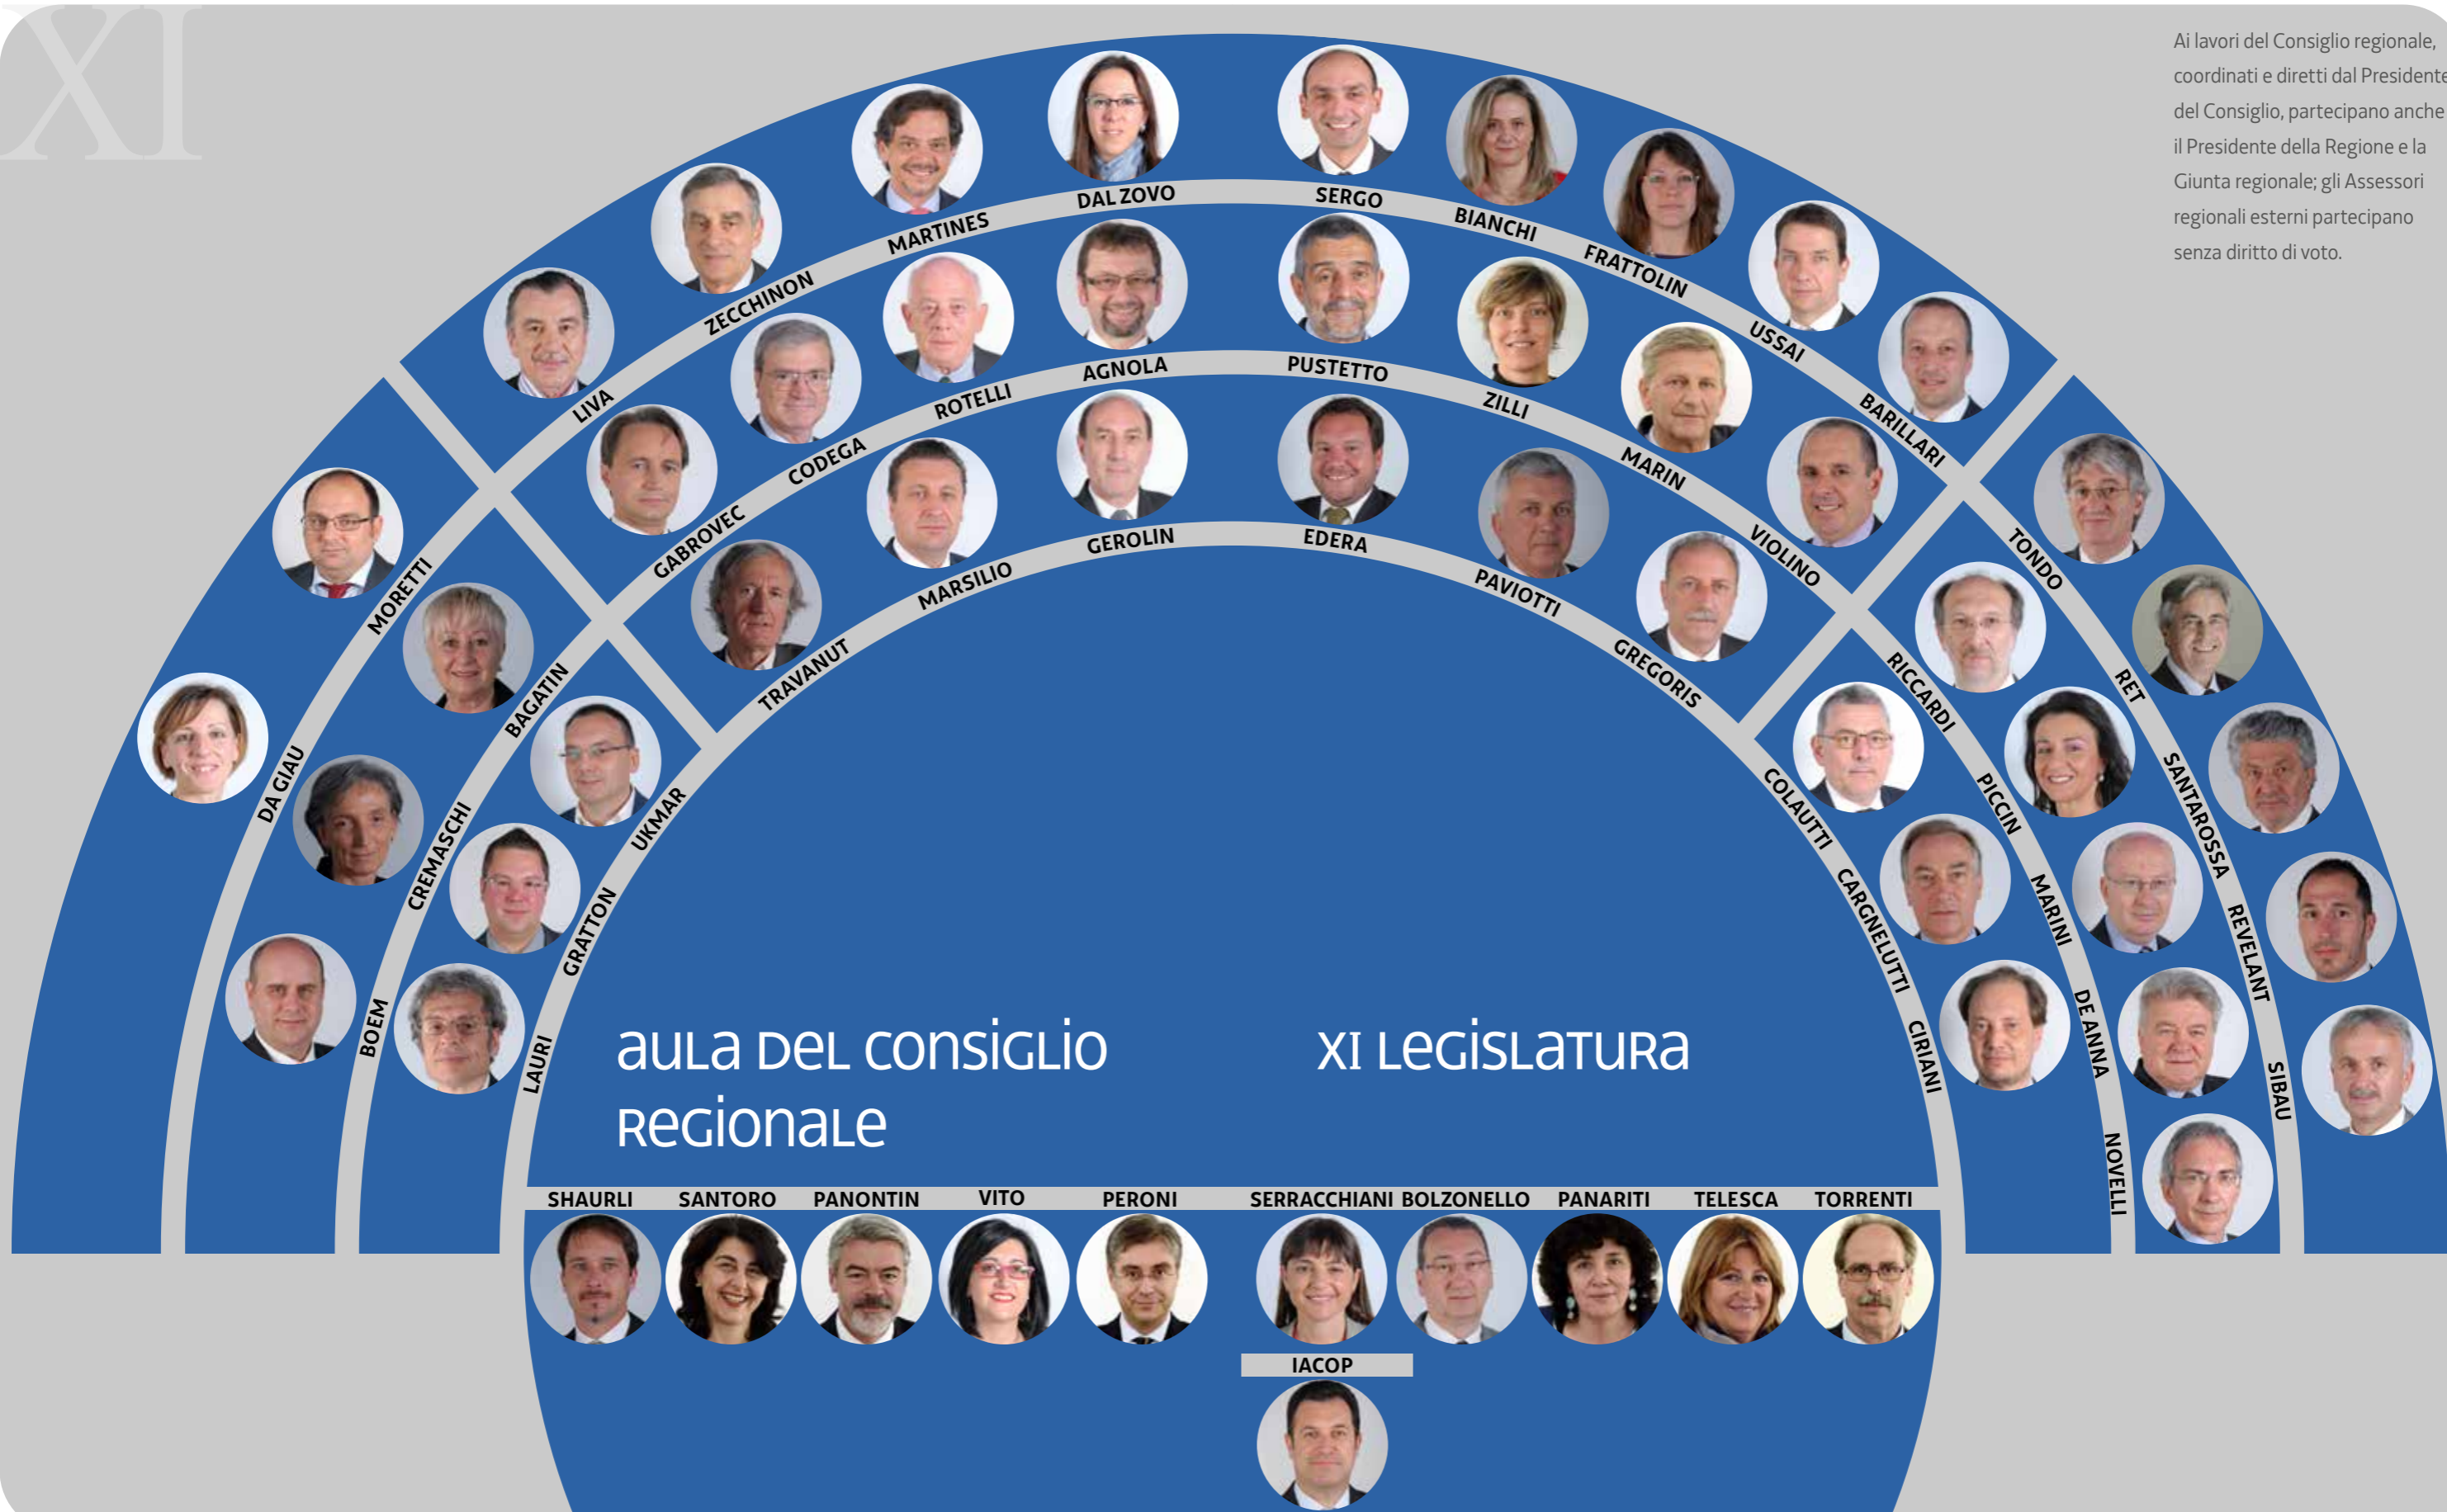 XI
Ai lavori del Consiglio regionale,
coordinati e diretti dal Presidente
del Consiglio, partecipano anche
il Presidente della Regione e la
Giunta regionale; gli Assessori
regionali esterni partecipano
senza diritto di voto.
DA GIAU
MORETTI
LIVA
ZECCHINON
MARTINES
DAL ZOVO
SERGO
BIANCHI
FRATTOLIN
USSAI
BARILLARI
TONDO
RET
SANTAROSSA
REVELANT
SIBAU
BOEM
CREMASCHI
BAGATIN
GABROVEC
CODEGA
ROTELLI
AGNOLA
PUSTETTO
ZILLI
MARIN
VIOLINO
RICCARDI
PICCIN
MARINI
DE ANNA
NOVELLI
LAURI
GRATTON
UKMAR
TRAVANUT
MARSILIO
GEROLIN
EDERA
PAVIOTTI
GREGORIS
COLAUTTI
CARGNELUTTI
CIRIANI
aula del consiglio
regionale
XI legislatura
SHAURLI SANTORO PANONTIN VITO PERONI SERRACCHIANI BOLZONELLO PANARITI TELESCA TORRENTI
IACOP